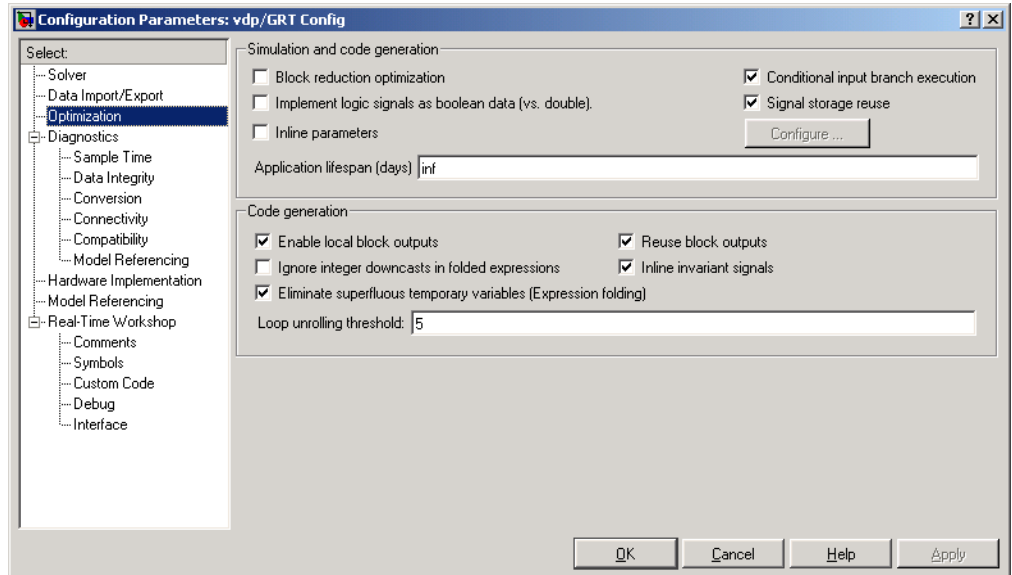 Configuration Parameters: vdp/GRT Config
Select:
Solver
Data Import/Export
Optimization
Diagnostics
Sample Time
Data Integrity
Conversion
Connectivity
Compatibility
Model Referencing
Hardware Implementation
Model Referencing
Real-Time Workshop
Comments
Symbols
Custom Code
Debug
Interface
Simulation and code generation
Block reduction optimization
Conditional input branch execution
Implement logic signals as boolean data (vs. double).
Signal storage reuse
Inline parameters
Configure ...
Application lifespan (days) inf
Code generation
Enable local block outputs
Reuse block outputs
Ignore integer downcasts in folded expressions
Inline invariant signals
Eliminate superfluous temporary variables (Expression folding)
Loop unrolling threshold: 5
OK Cancel Help Apply